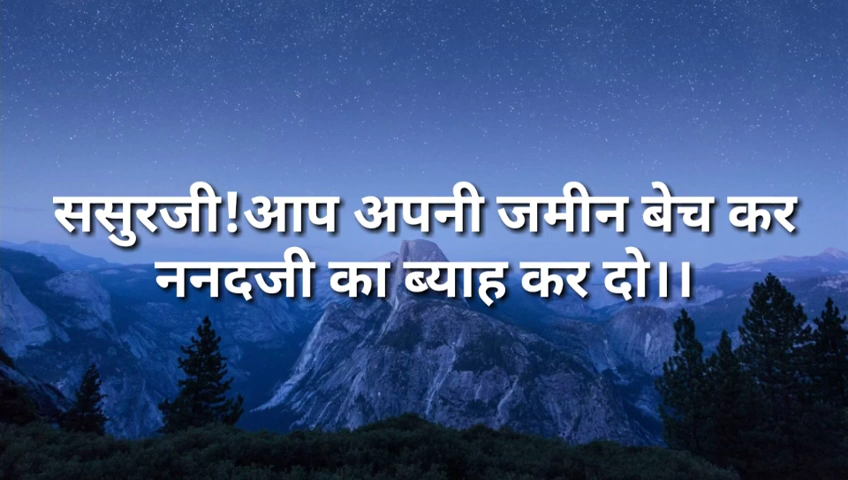 ससुरजी!आप अपनी जमीन बेच कर
ननदजी का ब्याह कर दो।।